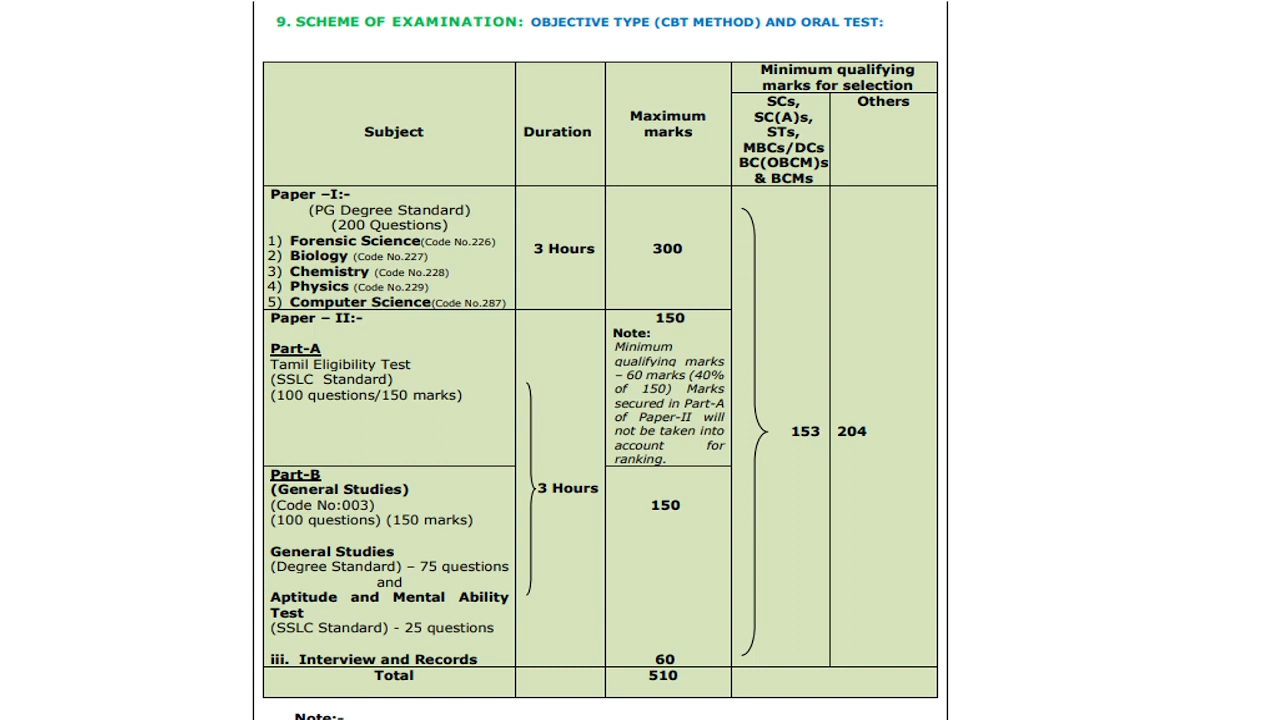 9. SCHEME OF EXAMINATION: OBJECTIVE TYPE (CBT METHOD) AND ORAL TEST:
Subject
Duration
Maximum
marks
Minimum qualifying
marks for selection
SCs,
SC(A)s,
STs,
MBCs/DCs
BC(OBCM)s
& BCMs
Others
Paper –I:-
(PG Degree Standard)
(200 Questions)
1) Forensic Science(Code No.226)
2) Biology (Code No.227)
3) Chemistry (Code No.228)
4) Physics (Code No.229)
5) Computer Science(Code No.287)
3 Hours
300
Paper – II:-
Part-A
Tamil Eligibility Test
(SSLC Standard)
(100 questions/150 marks)
150
Note:
Minimum
qualifying marks
– 60 marks (40%
of 150) Marks
secured in Part-A
of Paper-II will
not be taken into
account for
ranking.
153
204
Part-B
(General Studies)
(Code No:003)
(100 questions) (150 marks)
General Studies
(Degree Standard) – 75 questions
and
Aptitude and Mental Ability
Test
(SSLC Standard) - 25 questions
3 Hours
150
iii. Interview and Records
60
Total
510
Note:-